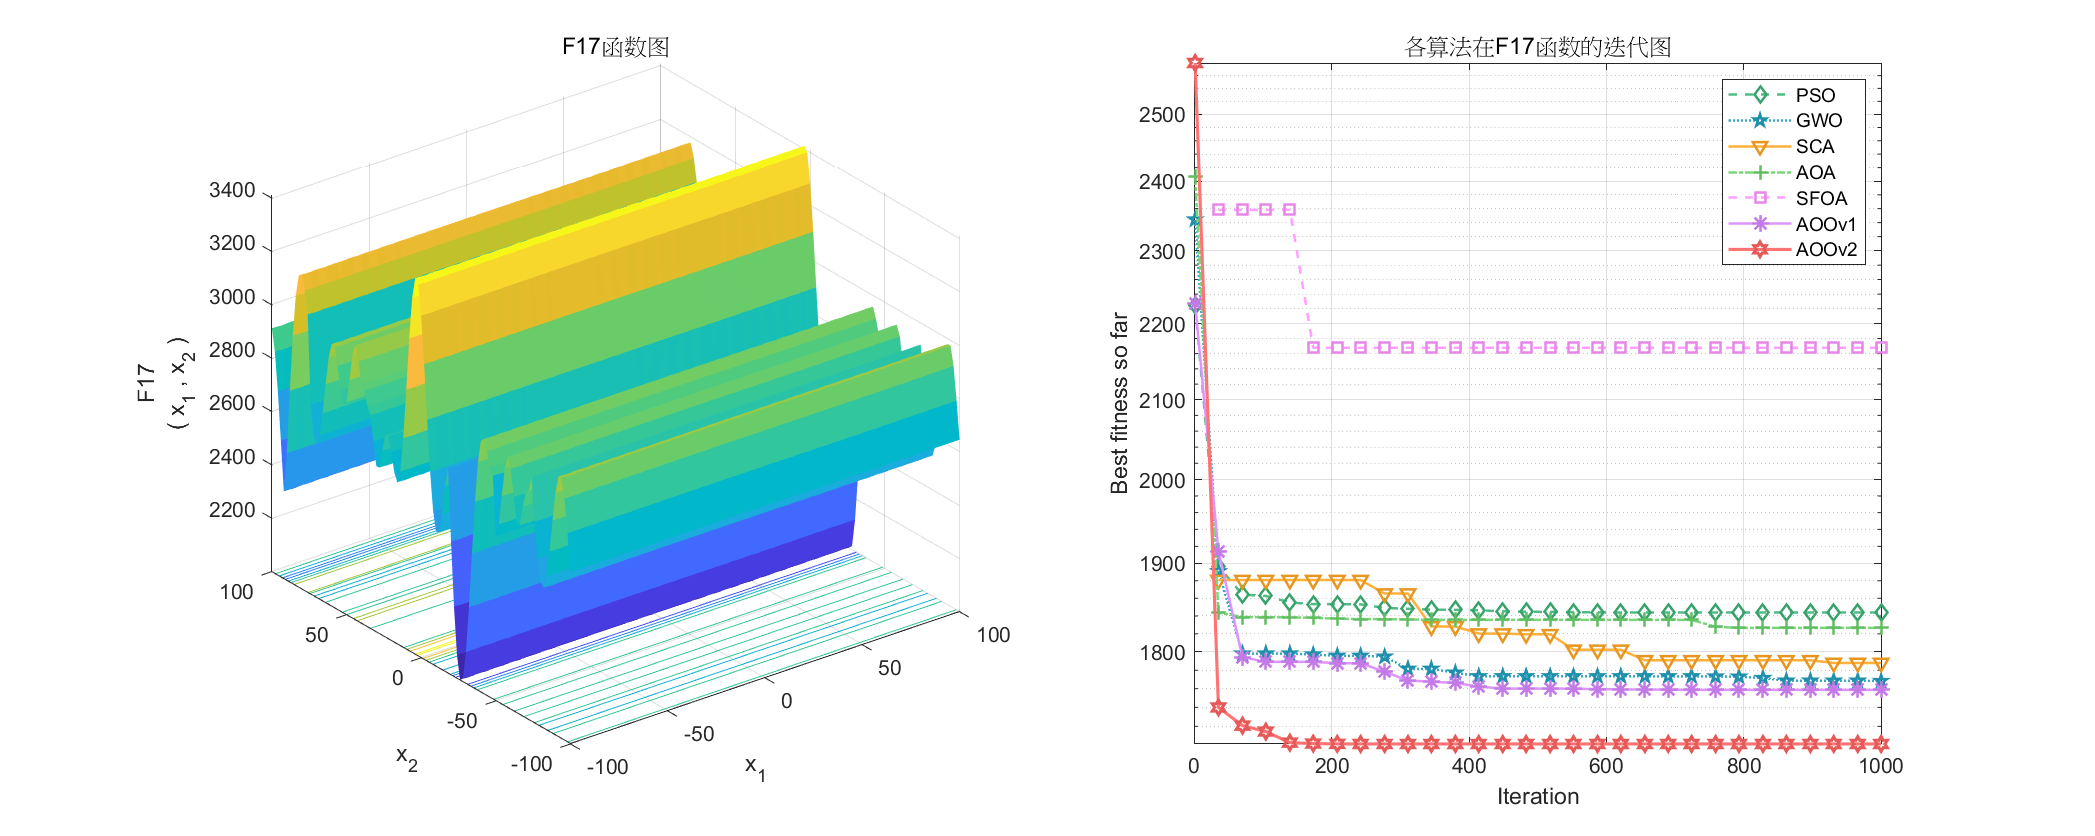 F17函数图
3400
3200
3000
2800
2600
2400
2200
F17
( x1 , x2 )
100
50
0
-50
-100
x2
-100
-50
0
50
100
x1
各算法在F17函数的迭代图
2500
2400
2300
2200
2100
2000
1900
1800
Best fitness so far
0
200
400
600
800
1000
Iteration
PSO
GWO
SCA
AOA
SFOA
AOOv1
AOOv2